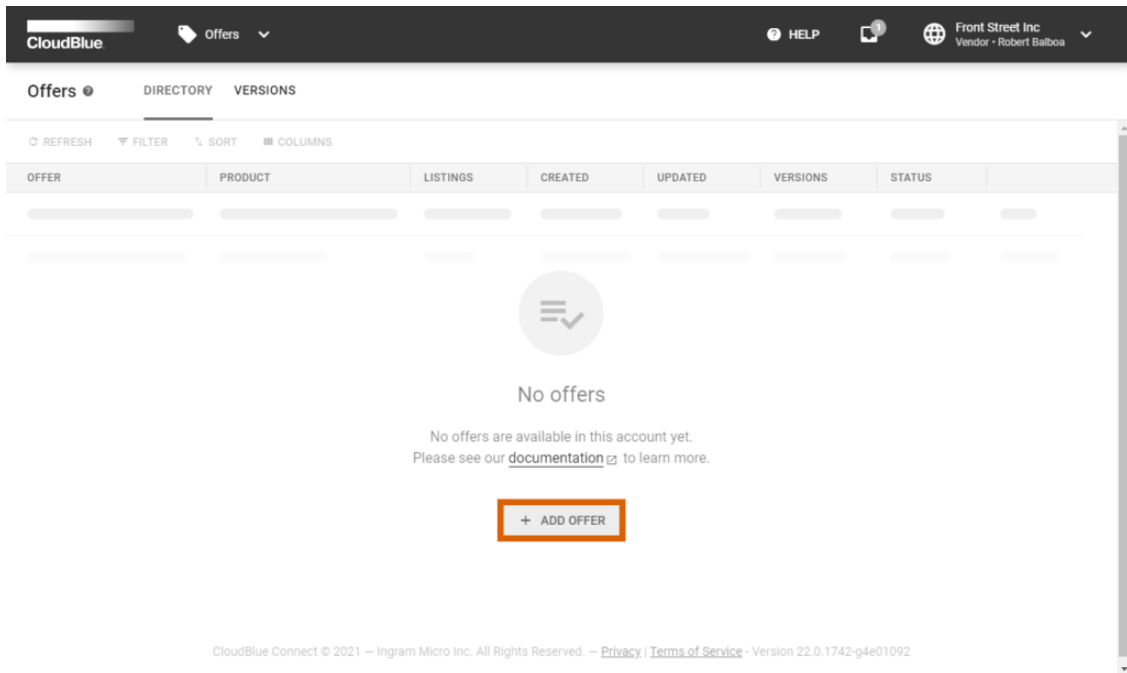 CloudBlue.
Offers
HELP
1
Front Street Inc
Vendor • Robert Balboa
Offers
DIRECTORY
VERSIONS
REFRESH
FILTER
SORT
COLUMNS
OFFER PRODUCT LISTINGS CREATED UPDATED VERSIONS STATUS
No offers
No offers are available in this account yet.
Please see our documentation to learn more.
+ ADD OFFER
CloudBlue Connect © 2021 — Ingram Micro Inc. All Rights Reserved. — Privacy | Terms of Service - Version 22.0.1742-g4e01092